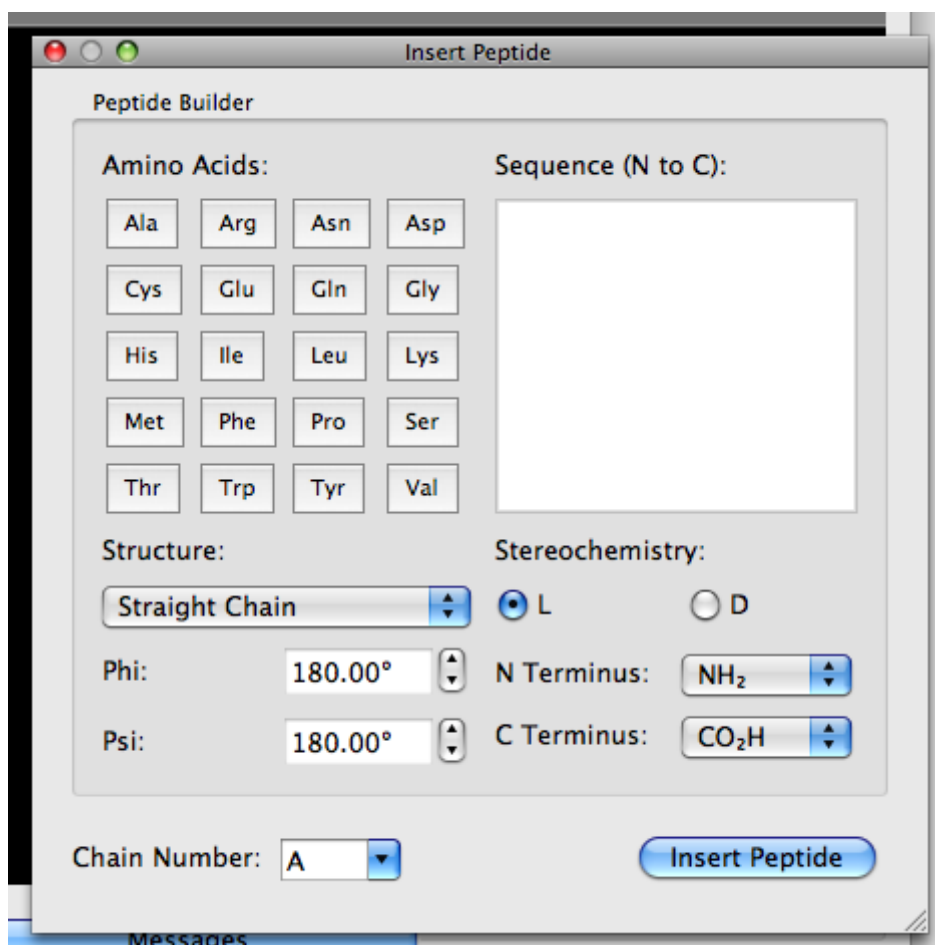 Insert Peptide
Peptide Builder
Amino Acids:
Sequence (N to C):
Ala Arg Asn Asp
Cys Glu Gln Gly
His Ile Leu Lys
Met Phe Pro Ser
Thr Trp Tyr Val
Structure:
Stereochemistry:
Straight Chain
L D
Phi: 180.00°
N Terminus: NH₂
Psi: 180.00°
C Terminus: CO₂H
Chain Number: A
Insert Peptide
Messages